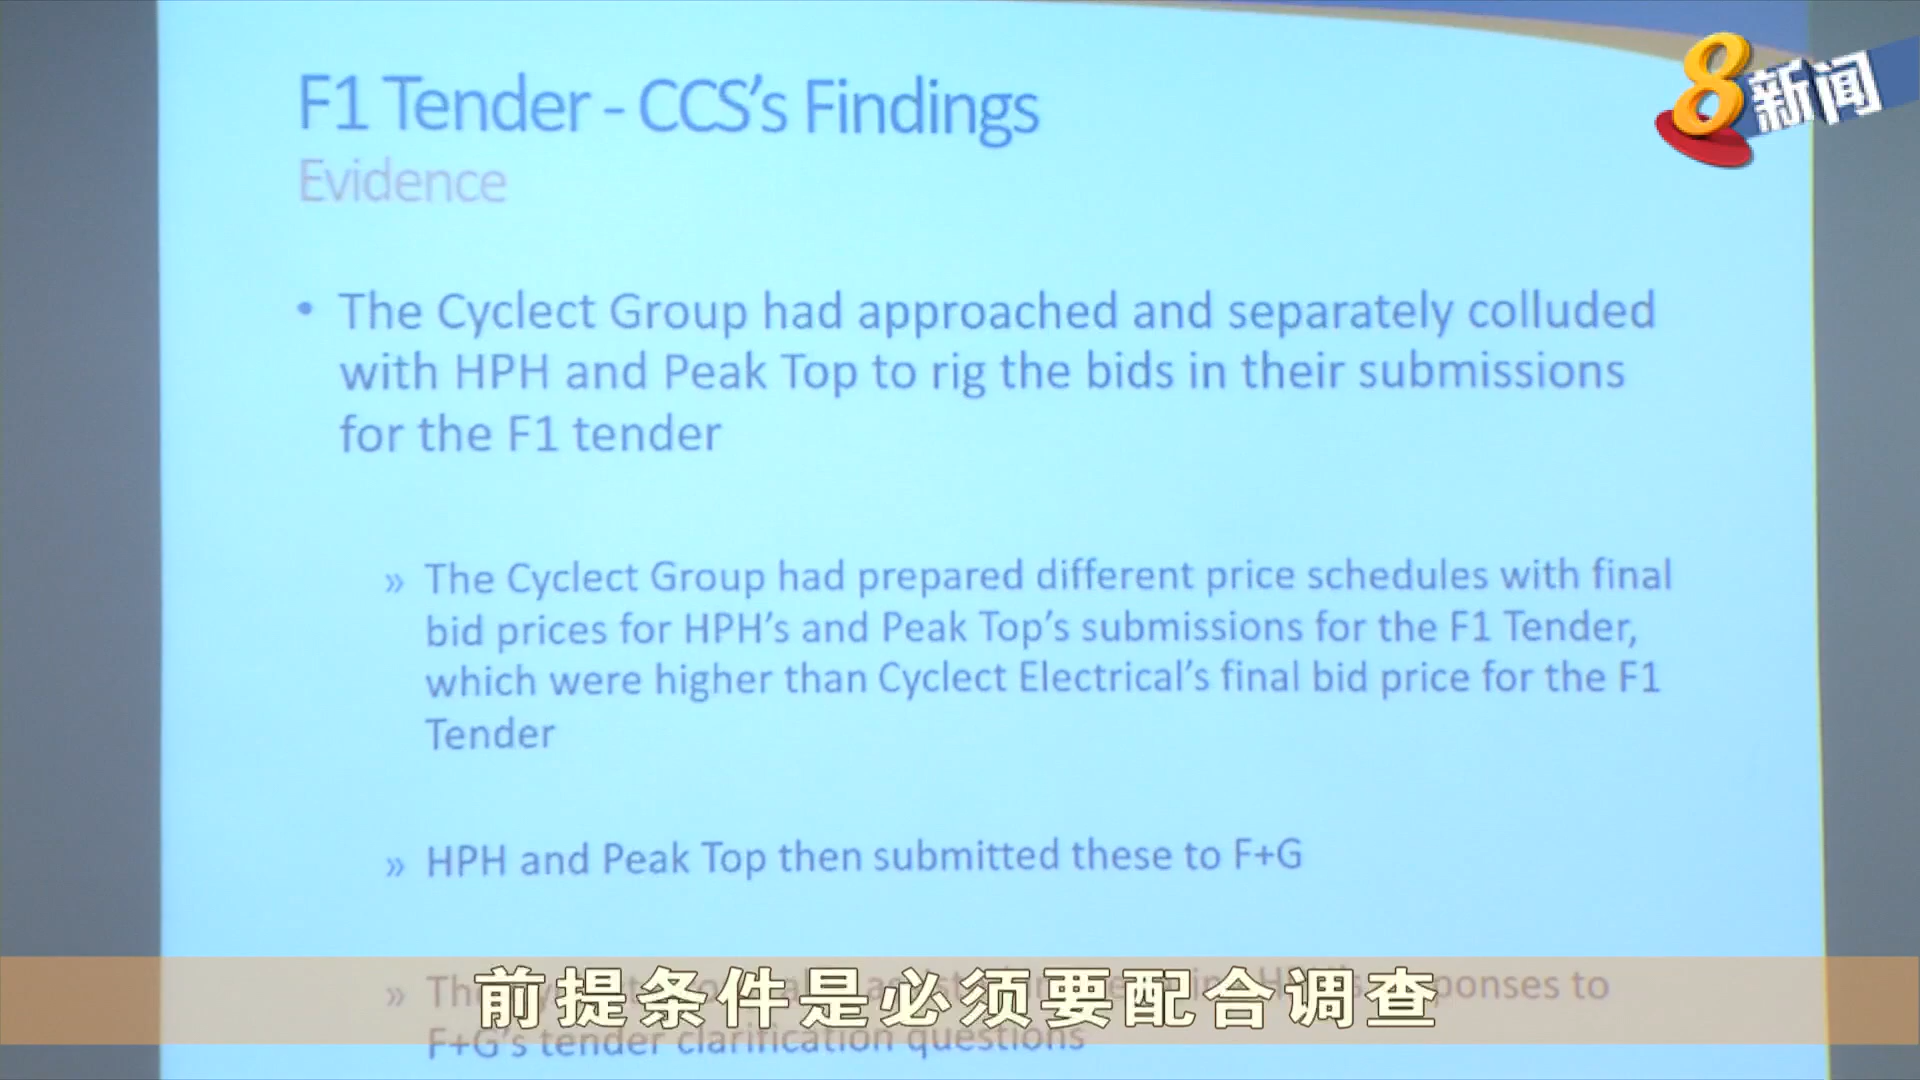 8新闻
F1 Tender - CCS’s Findings
Evidence
• The Cyclect Group had approached and separately colluded
with HPH and Peak Top to rig the bids in their submissions
for the F1 tender
» The Cyclect Group had prepared different price schedules with final
bid prices for HPH’s and Peak Top’s submissions for the F1 Tender,
which were higher than Cyclect Electrical’s final bid price for the F1
Tender
» HPH and Peak Top then submitted these to F+G
» to
F+G’s tender clarification questions
前提条件是必须要配合调查